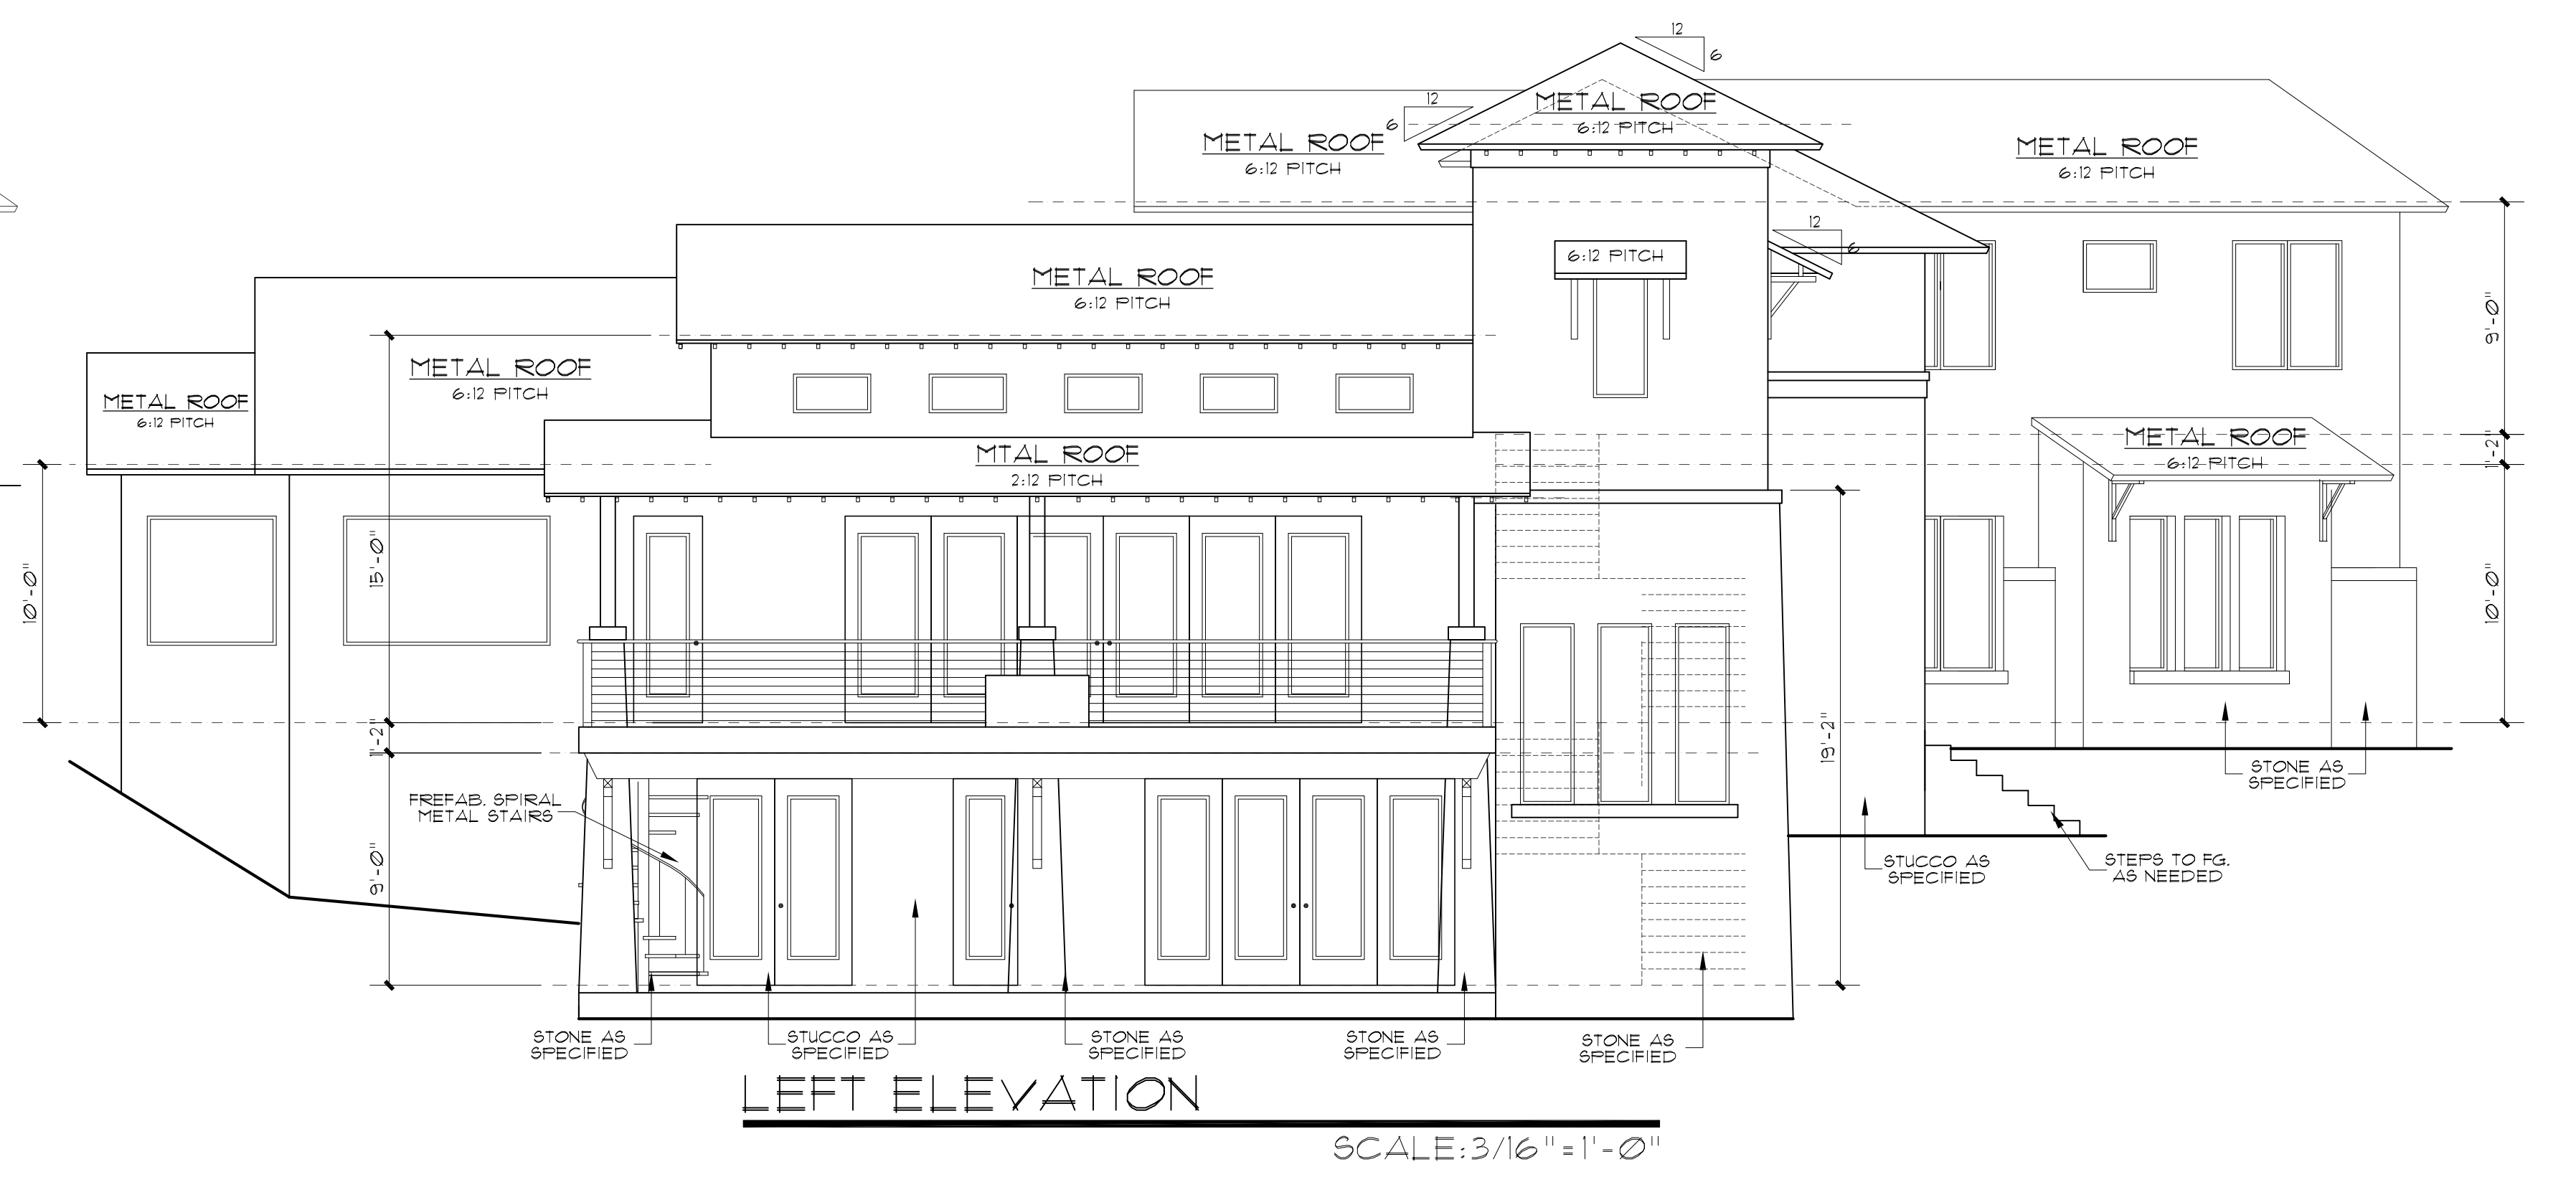 12
6
METAL ROOF
6:12 PITCH
12
6
METAL ROOF
6:12 PITCH
METAL ROOF
6:12 PITCH
12
6
6:12 PITCH
METAL ROOF
6:12 PITCH
METAL ROOF
6:12 PITCH
METAL ROOF
6:12 PITCH
MTAL ROOF
2:12 PITCH
METAL ROOF
6:12 PITCH
9'-0"
1'-2"
10'-0"
10'-0"
15'-0"
1'-2"
9'-0"
19'-2"
FREFAB. SPIRAL
METAL STAIRS
STONE AS
SPECIFIED
STUCCO AS
SPECIFIED
STEPS TO FG.
AS NEEDED
STONE AS
SPECIFIED
STUCCO AS
SPECIFIED
STONE AS
SPECIFIED
STONE AS
SPECIFIED
STONE AS
SPECIFIED
LEFT ELEVATION
SCALE:3/16"=1'-0"